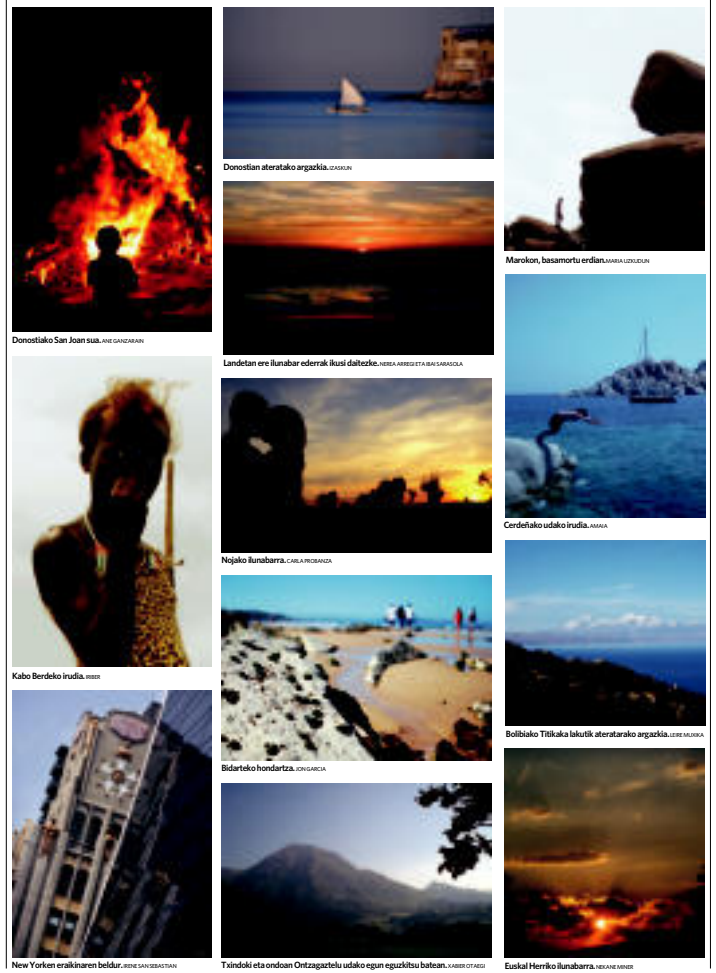 Donostiako San Joan sua. ANE GANZARAIN
Kabo Berdeko irudia. IRIBER
New Yorken eraikinaren beldur. IRENE SAN SEBASTIAN
Donostian ateratako argazkia. IZASKUN
Landetan ere ilunabar ederrak ikusi daitezke. NEREA ARREGI ETA IBAI SARASOLA
Nojako ilunabarra. CARLA PROBANZA
Bidarteko hondartza. JON GARCIA
Txindoki eta ondoan Ontzagaztelu udako egun eguzkitsu batean. XABIER OTAEGI
Marokon, basamortu erdian. MARIA UZKUDUN
Cerdeñako udako irudia. AMAIA
Bolibiako Titikaka lakutik ateratarako argazkia. LEIRE MUXIKA
Euskal Herriko ilunabarra. NEKANE MINER